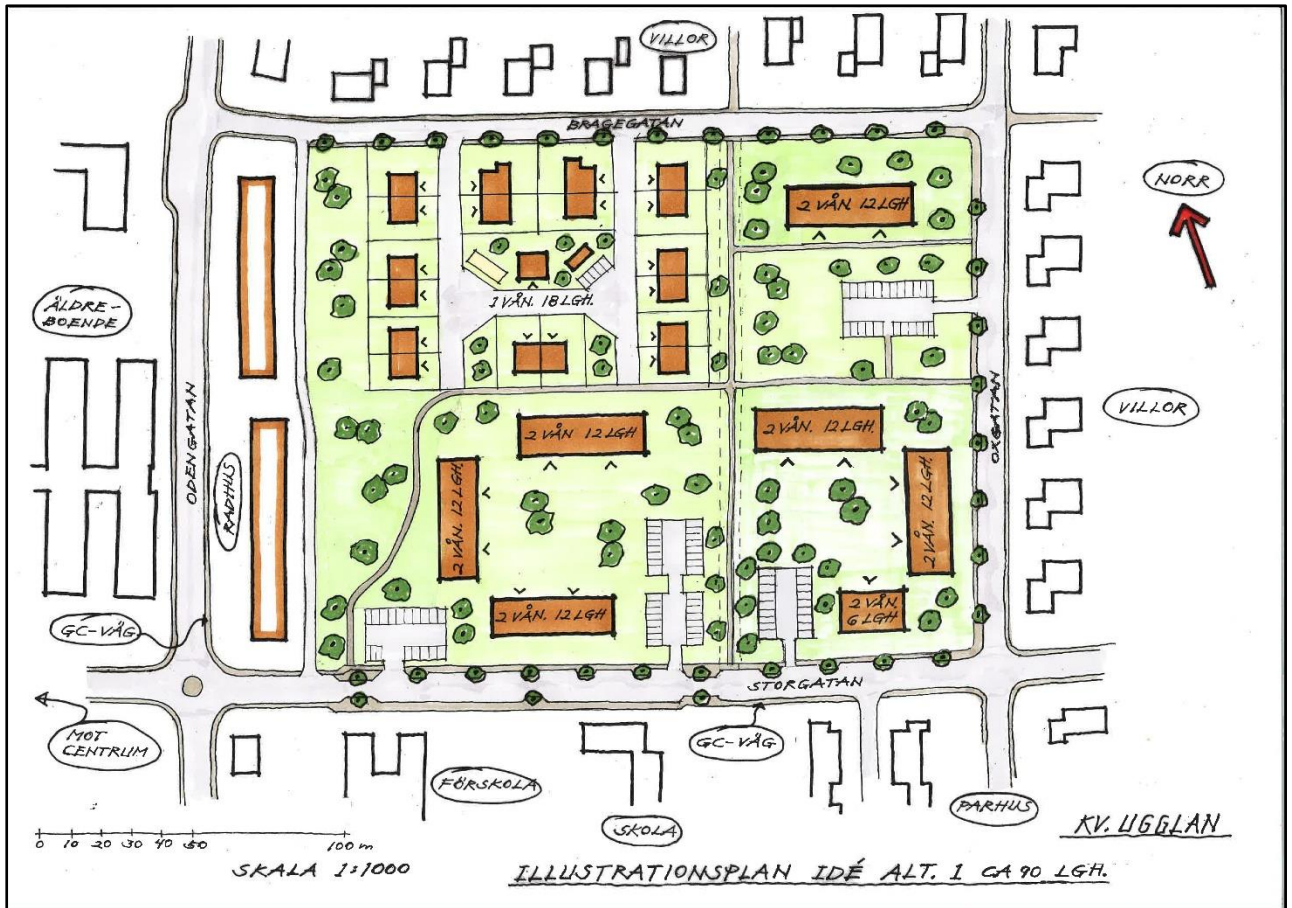 VILLOR
BRAGEGATAN
NORR
2 VÅN. 12 LGH
ÄLDRE-
BOENDE
1 VÅN. 18 LGH.
ODENGATAN
RADHUS
OXGATAN
VILLOR
2 VÅN 12 LGH
2 VÅN. 12 LGH.
2 VÅN. 12 LGH.
2 VÅN. 12 LGH.
2 VÅN. 12 LGH
2 VÅN.
6 LGH
GC-VÄG
STORGATAN
MOT
CENTRUM
GC-VÄG
FÖRSKOLA
SKOLA
PARHUS
KV. UGGLAN
0 10 20 30 40 50 100 m
SKALA 1:1000
ILLUSTRATIONSPLAN IDÉ ALT. 1 CA 90 LGH.